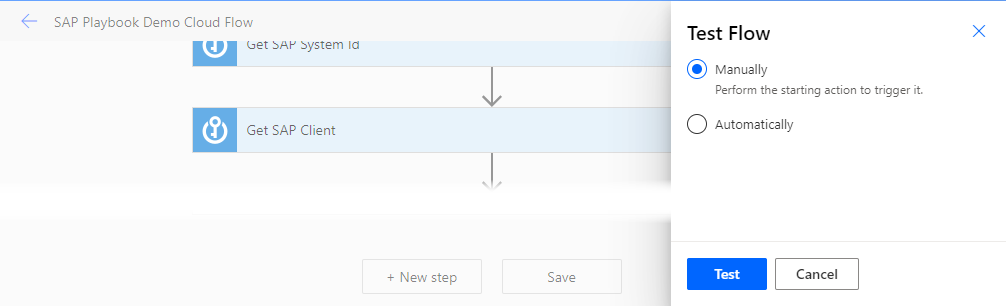 SAP Playbook Demo Cloud Flow
Get SAP System Id
Get SAP Client
+ New step
Save
Test Flow
Manually
Perform the starting action to trigger it.
Automatically
Test
Cancel